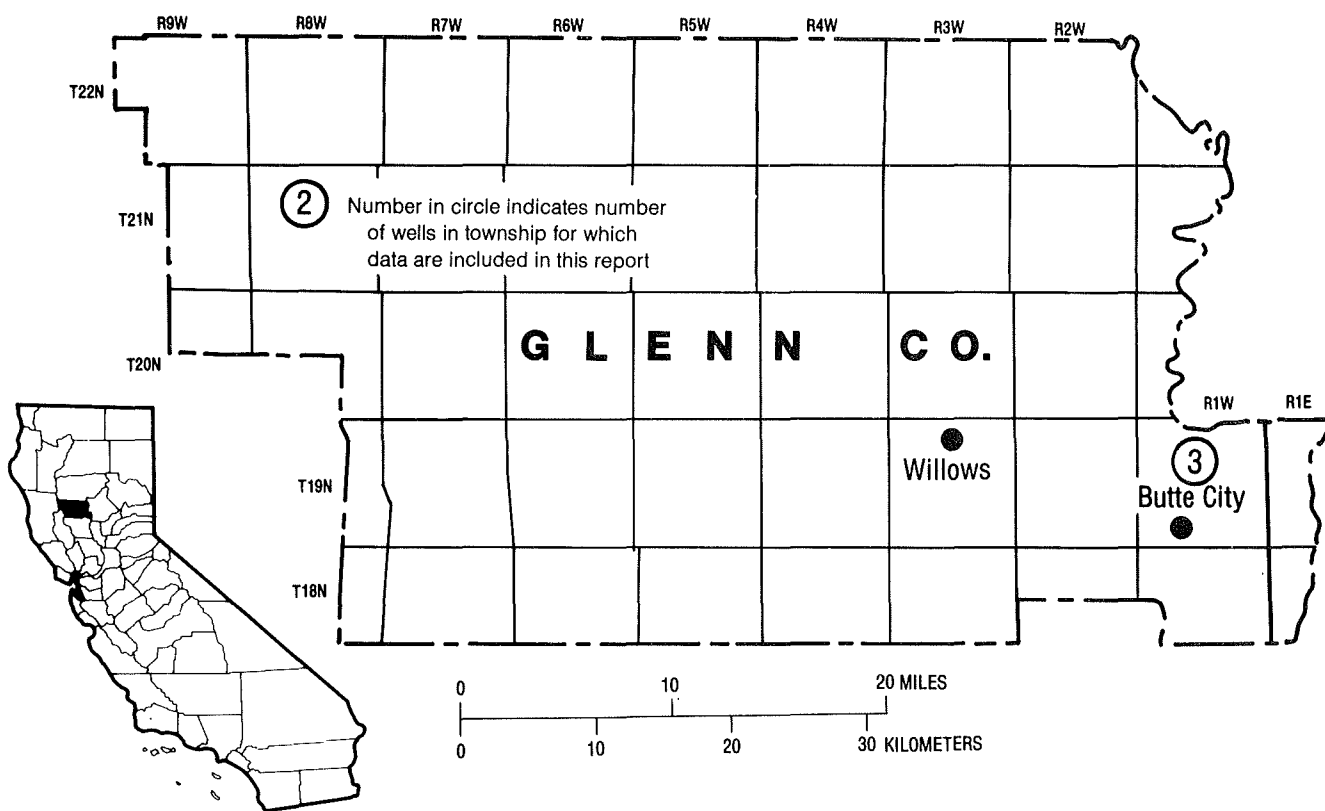 R9W R8W R7W R6W R5W R4W R3W R2W
T22N
T21N
2
Number in circle indicates number
of wells in township for which
data are included in this report
T20N
GLENN CO.
R1W R1E
T19N
Willows
3
Butte City
T18N
0 10 20 MILES
0 10 20 30 KILOMETERS